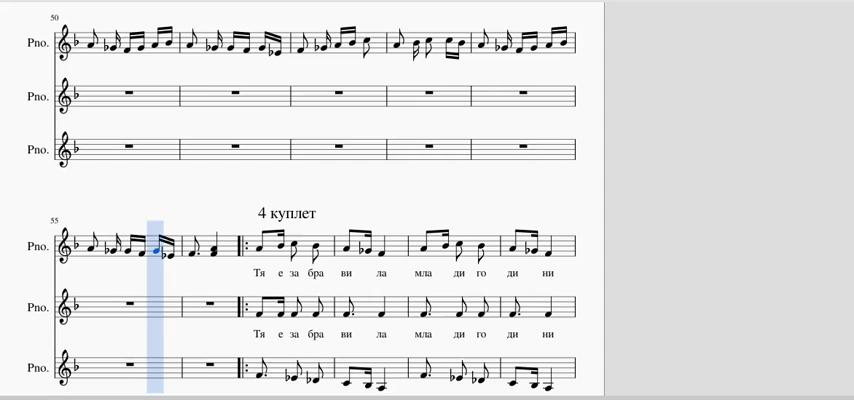 50
Pno.
Pno.
Pno.
4 куплет
55
Pno.
Тя е за бра ви ла мла ди го ди ни
Pno.
Тя е за бра ви ла мла ди го ди ни
Pno.